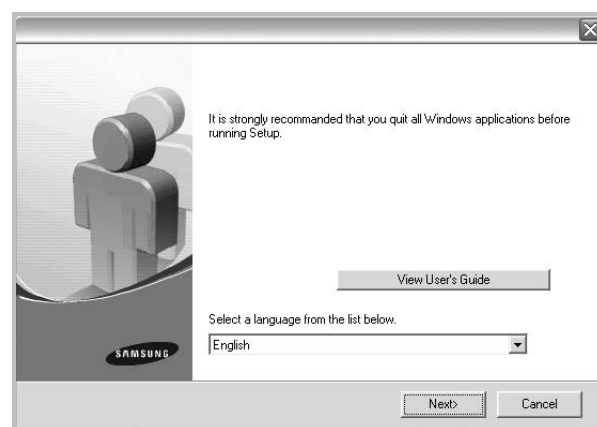 It is strongly recommanded that you quit all Windows applications before
running Setup.
View User's Guide
Select a language from the list below.
SAMSUNG
English
Next>
Cancel